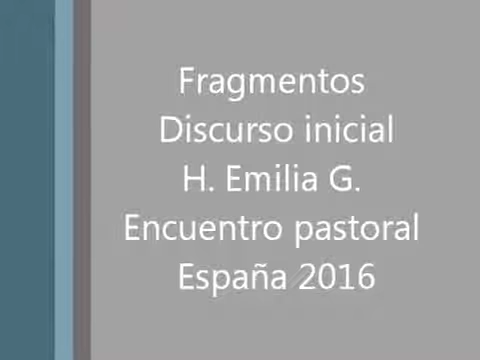 Fragmentos
Discurso inicial
H. Emilia G.
Encuentro pastoral
España 2016